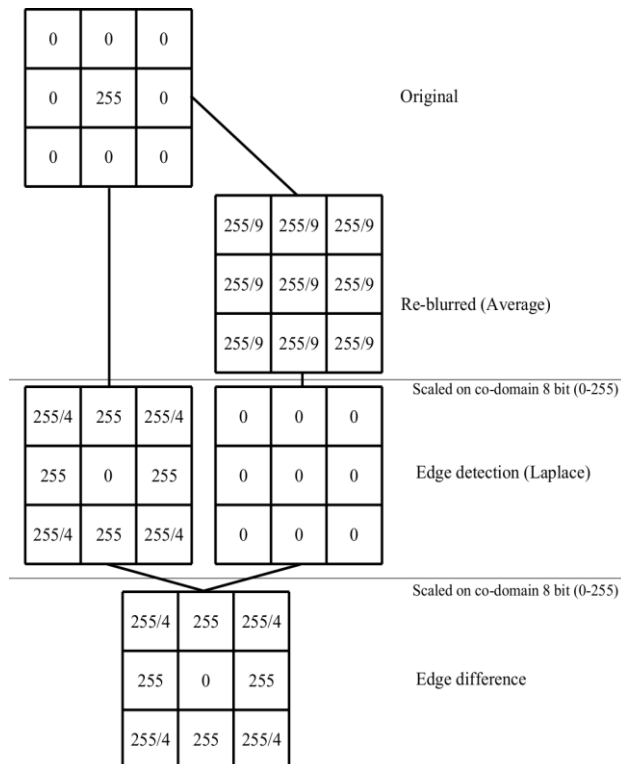 0 0 0
0 255 0
0 0 0
Original
255/9 255/9 255/9
255/9 255/9 255/9
255/9 255/9 255/9
Re-blurred (Average)
Scaled on co-domain 8 bit (0-255)
255/4 255 255/4
255 0 255
255/4 255 255/4
0 0 0
0 0 0
0 0 0
Edge detection (Laplace)
Scaled on co-domain 8 bit (0-255)
255/4 255 255/4
255 0 255
255/4 255 255/4
Edge difference